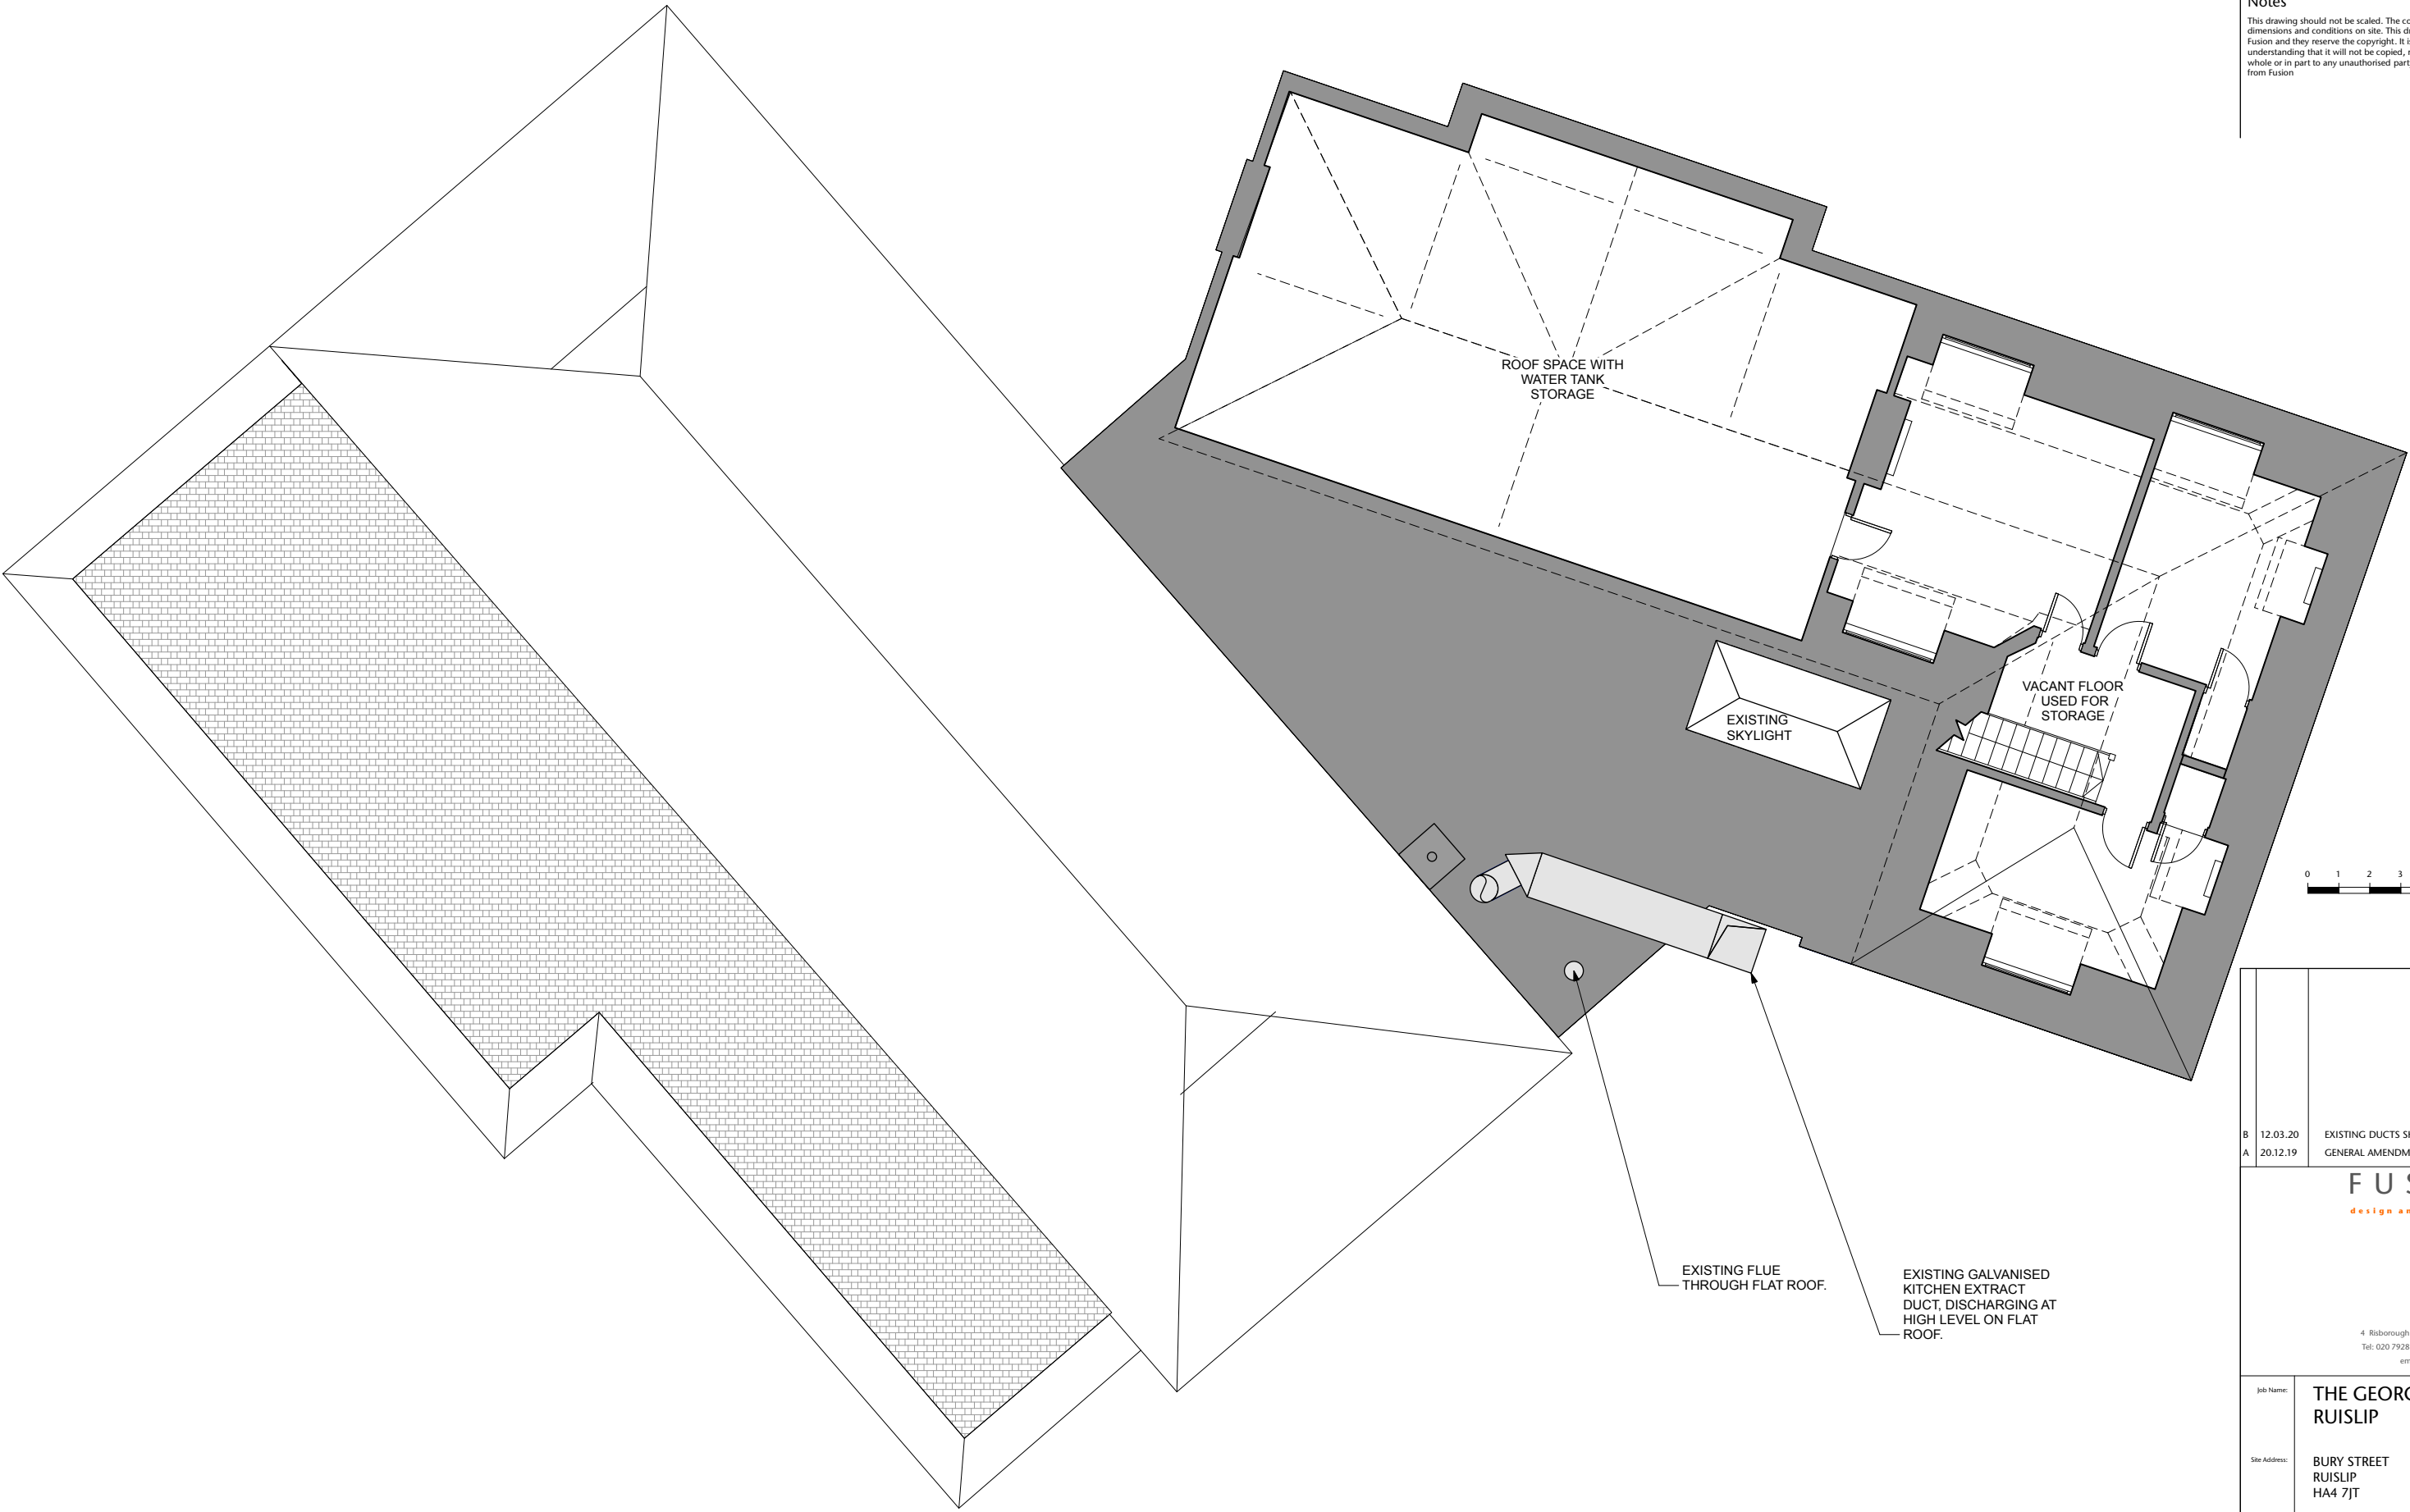 Notes
This drawing should not be scaled. The
dimensions and conditions on site. This
Fusion and they reserve the copyright. It
understanding that it will not be copied,
whole or in part to any unauthorised
from Fusion
ROOF SPACE WITH
WATER TANK
STORAGE
VACANT FLOOR
USED FOR
STORAGE
EXISTING
SKYLIGHT
0 1 2 3
EXISTING FLUE
THROUGH FLAT ROOF.
EXISTING GALVANISED
KITCHEN EXTRACT
DUCT, DISCHARGING AT
HIGH LEVEL ON FLAT
ROOF.
B 12.03.20 EXISTING DUCTS
A 20.12.19 GENERAL
FUS
design
4 Risborough
Tel: 020 7928
Job Name:
THE GEORG
RUISLIP
Site Address:
BURY STREET
RUISLIP
HA4 7JT